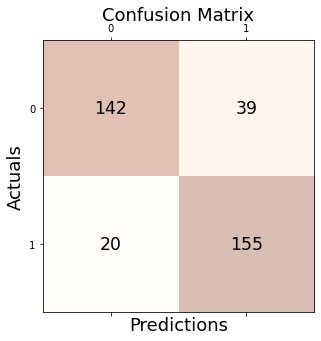 Confusion Matrix
0 1
0 142 39
Actuals
1 20 155
Predictions